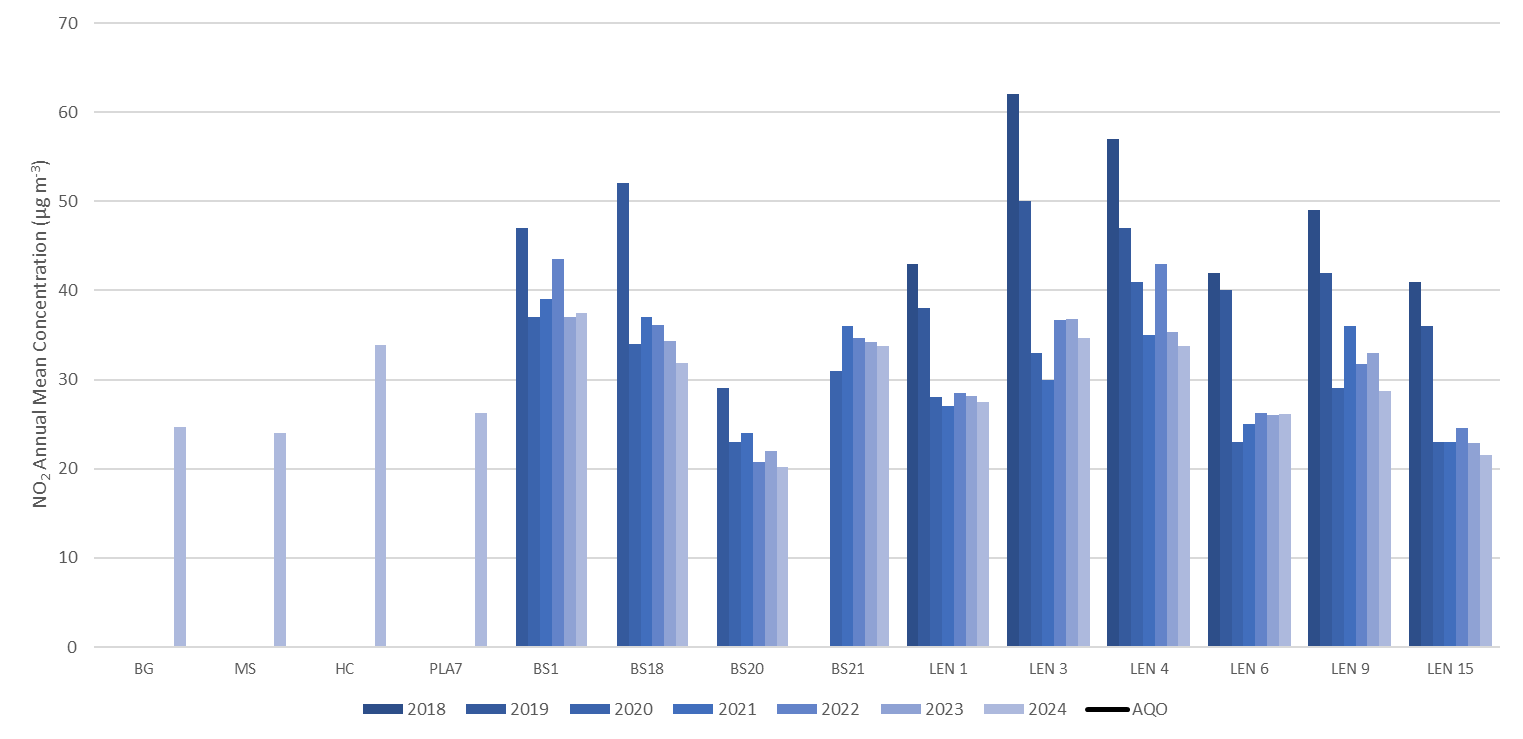 70
60
50
40
30
20
10
0
NO2 Annual Mean Concentration (µg m-3)
BG MS HC PLA7 BS1 BS18 BS20 BS21 LEN 1 LEN 3 LEN 4 LEN 6 LEN 9 LEN 15
2018 2019 2020 2021 2022 2023 2024 AQO